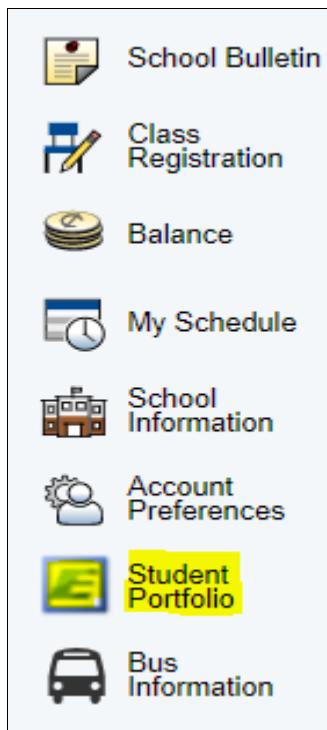 School Bulletin
Class
Registration
Balance
My Schedule
School
Information
Account
Preferences
Student
Portfolio
Bus
Information